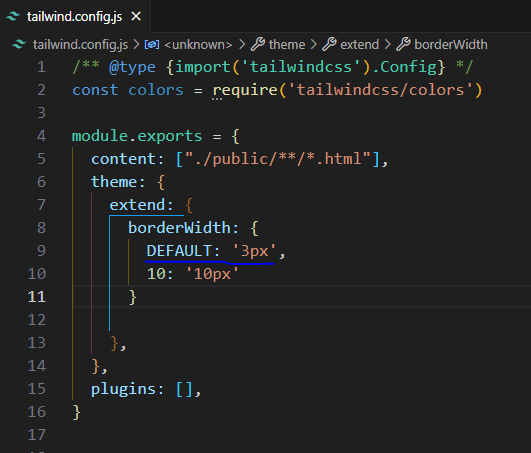 tailwind.config.js ×
tailwind.config.js > <unknown> > theme > extend > borderWidth
1 /** @type {import('tailwindcss').Config} */
2 const colors = require('tailwindcss/colors')
3
4 module.exports = {
5 content: ["./public/**/*.html"],
6 theme: {
7 extend: {
8 borderWidth: {
9 DEFAULT: '3px',
10 10: '10px'
11 }
12
13 },
14 },
15 plugins: [],
16 }
17